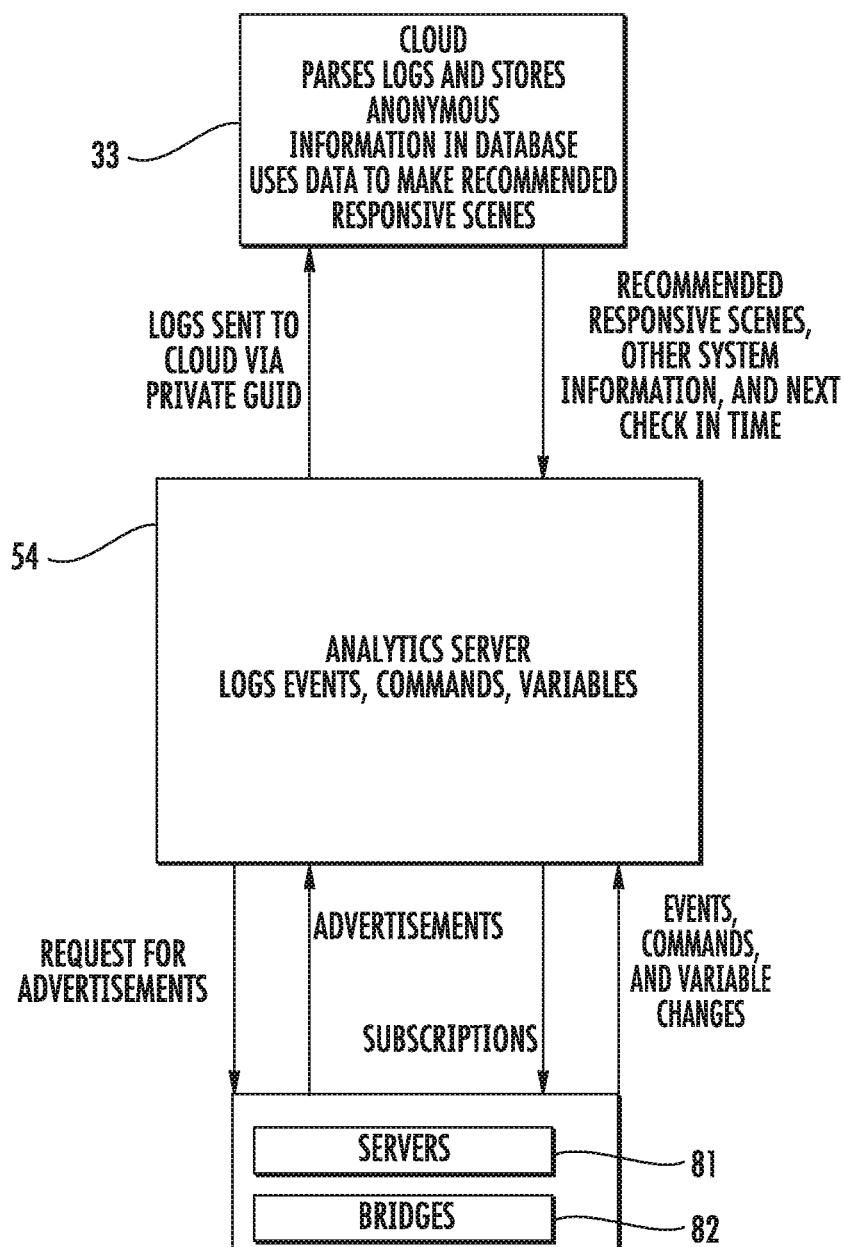 CLOUD
PARSES LOGS AND STORES
ANONYMOUS
INFORMATION IN DATABASE
USES DATA TO MAKE RECOMMENDED
RESPONSIVE SCENES
33
LOGS SENT TO
CLOUD VIA
PRIVATE GUID
RECOMMENDED
RESPONSIVE SCENES,
OTHER SYSTEM
INFORMATION, AND NEXT
CHECK IN TIME
54
ANALYTICS SERVER
LOGS EVENTS, COMMANDS, VARIABLES
REQUEST FOR
ADVERTISEMENTS
ADVERTISEMENTS
SUBSCRIPTIONS
EVENTS,
COMMANDS,
AND VARIABLE
CHANGES
SERVERS
81
BRIDGES
82